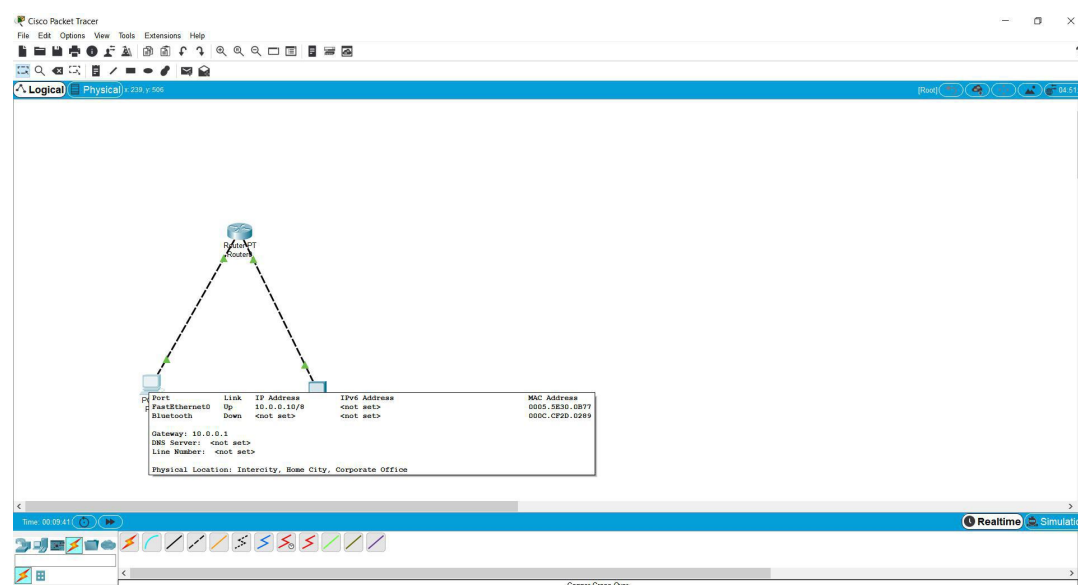 Cisco Packet Tracer
File Edit Options View Tools Extensions Help
Logical Physical x: 239, y: 506 [Root] 04:51
Router-PT
Router0
Port Link IP Address IPv6 Address MAC Address
FastEthernet0 Up 10.0.0.10/8 <not set> 0005.5E30.0B77
Bluetooth Down <not set> <not set> 000C.CF2D.0289
Gateway: 10.0.0.1
DNS Server: <not set>
Line Number: <not set>
Physical Location: Intercity, Home City, Corporate Office
Time: 00:09:41 Realtime Simulatio